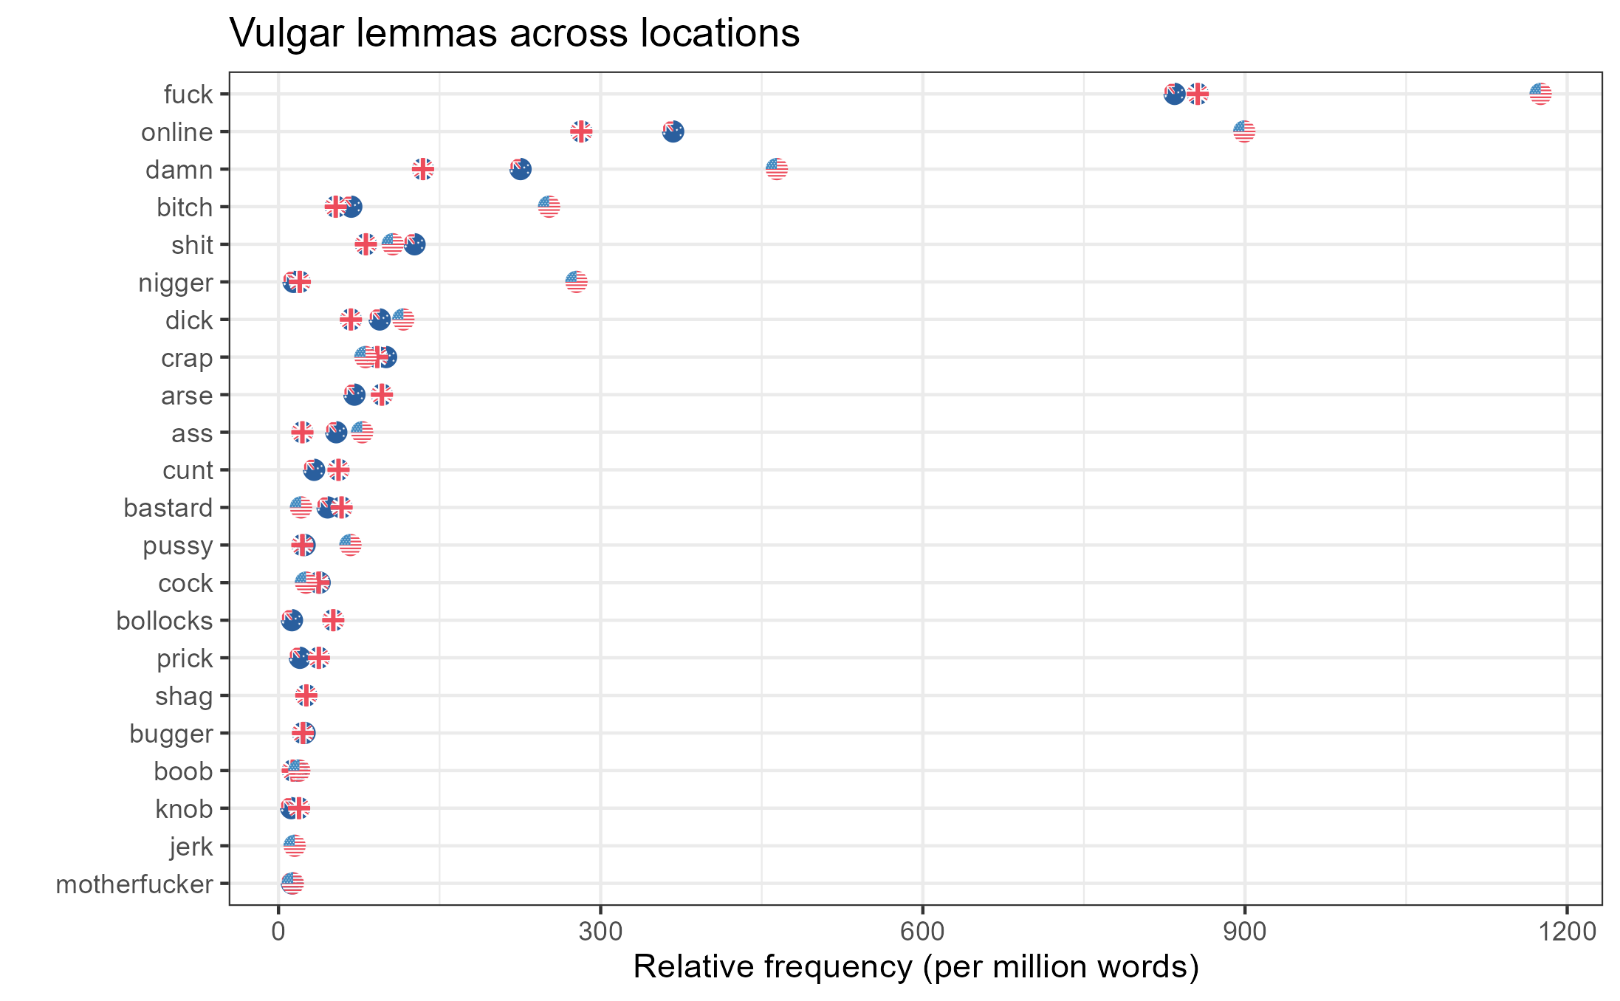 Vulgar lemmas across locations
fuck
online
damn
bitch
shit
nigger
dick
crap
arse
ass
cunt
bastard
pussy
cock
bollocks
prick
shag
bugger
boob
knob
jerk
motherfucker
0 300 600 900 1200
Relative frequency (per million words)